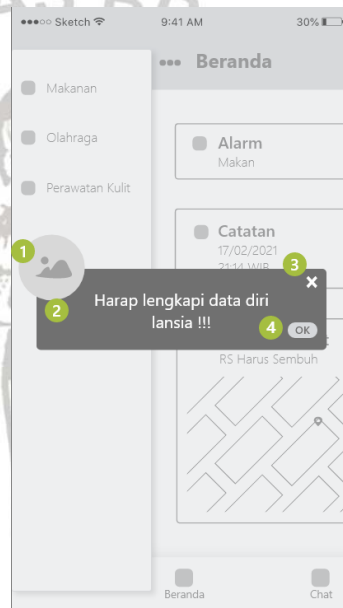 Sketch
9:41 AM
30%
Beranda
Makanan
Olahraga
Perawatan Kulit
Alarm
Makan
Catatan
17/02/2021
21:14 WIB
1
2
3
Harap lengkapi data diri
lansia !!!
4
OK
RS Harus Sembuh
Beranda
Chat